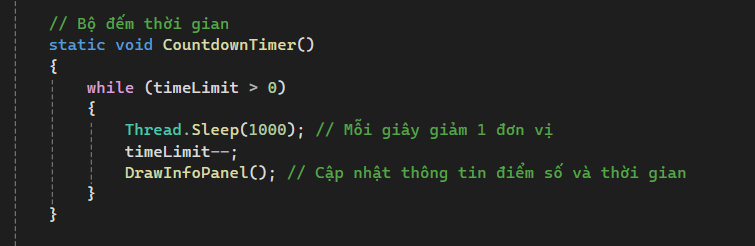 // Bộ đếm thời gian
static void CountdownTimer()
{
while (timeLimit > 0)
{
Thread.Sleep(1000); // Mỗi giây giảm 1 đơn vị
timeLimit--;
DrawInfoPanel(); // Cập nhật thông tin điểm số và thời gian
}
}